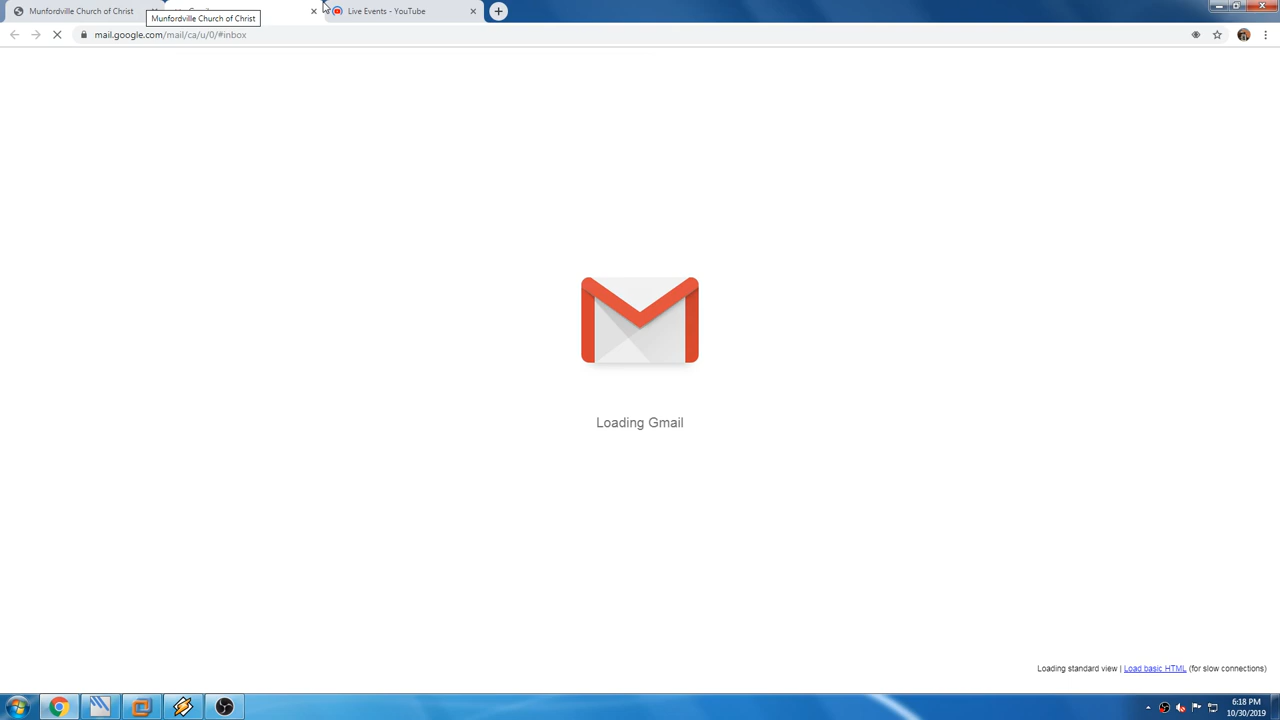 Munfordville Church of Christ
Live Events - YouTube
Munfordville Church of Christ
mail.google.com/mail/ca/u/0/#inbox
Loading Gmail
Loading standard view | Load basic HTML (for slow connections)
6:18 PM
10/30/2019